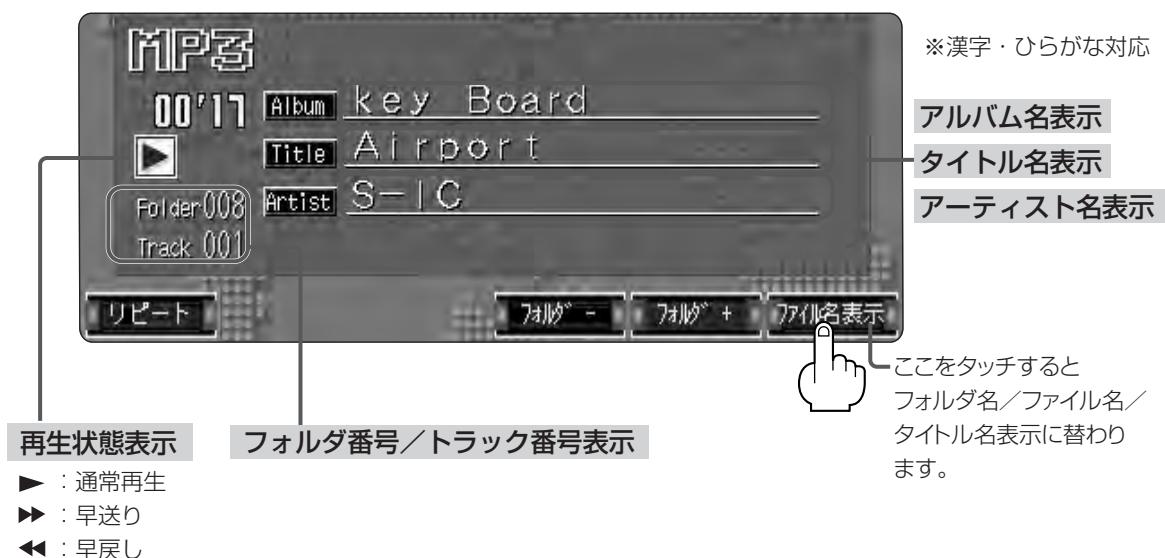 MP3
※漢字・ひらがな対応
00'17 Album key Board
アルバム名表示
Title Airport
タイトル名表示
Folder008 Artist S-IC
アーティスト名表示
Track 001
リピート フォルダ - フォルダ + ファイル名表示
ここをタッチすると
フォルダ名/ファイル名/
タイトル名表示に替わり
ます。
再生状態表示 フォルダ番号/トラック番号表示
▶:通常再生
▶▶:早送り
◀◀:早戻し